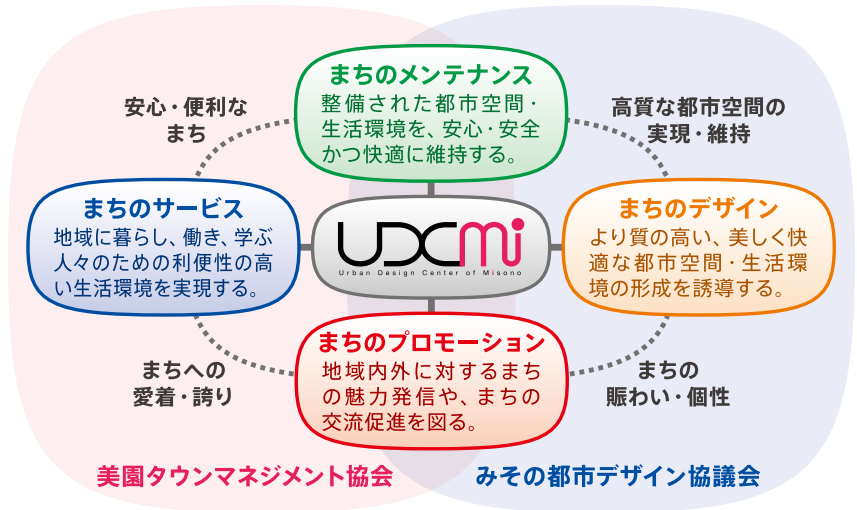 まちのメンテナンス
整備された都市空間・
生活環境を、安心・安全
かつ快適に維持する。
安心・便利な
まち
高質な都市空間の
実現・維持
まちのサービス
地域に暮らし、働き、学ぶ
人々のための利便性の高
い生活環境を実現する。
UDCMi
Urban Design Center of Misono
まちのデザイン
より質の高い、美しく快
適な都市空間・生活環
境の形成を誘導する。
まちのプロモーション
地域内外に対するまち
の魅力発信や、まちの
交流促進を図る。
まちへの
愛着・誇り
まちの
賑わい・個性
美園タウンマネジメント協会
みその都市デザイン協議会